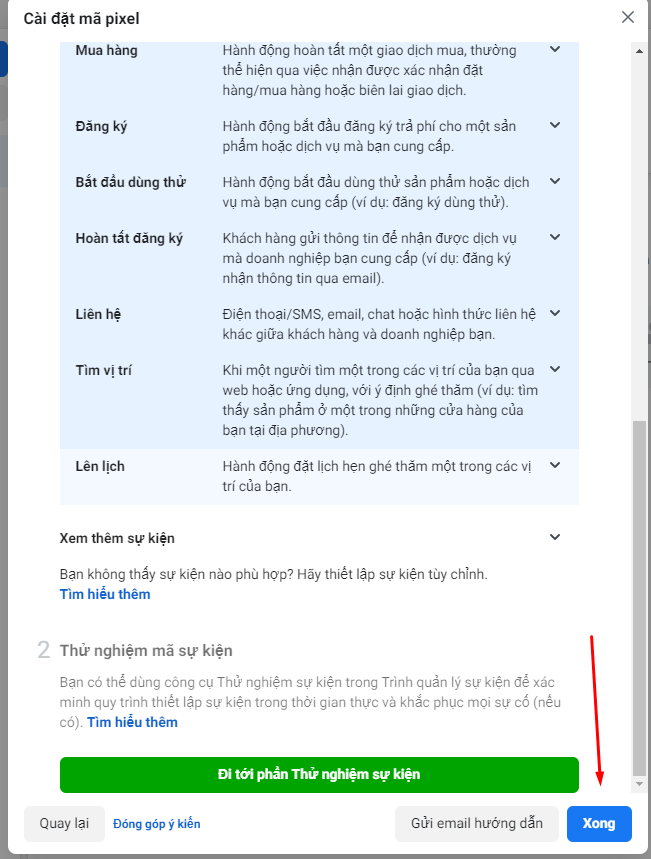 Cài đặt mã pixel
Mua hàng
Hành động hoàn tất một giao dịch mua, thường
thể hiện qua việc nhận được xác nhận đặt
hàng/mua hàng hoặc biên lai giao dịch.
Đăng ký
Hành động bắt đầu đăng ký trả phí cho một sản
phẩm hoặc dịch vụ mà bạn cung cấp.
Bắt đầu dùng thử
Hành động bắt đầu dùng thử sản phẩm hoặc dịch
vụ mà bạn cung cấp (ví dụ: đăng ký dùng thử).
Hoàn tất đăng ký
Khách hàng gửi thông tin để nhận được dịch vụ
mà doanh nghiệp bạn cung cấp (ví dụ: đăng ký
nhận thông tin qua email).
Liên hệ
Điện thoại/SMS, email, chat hoặc hình thức liên hệ
khác giữa khách hàng và doanh nghiệp bạn.
Tìm vị trí
Khi một người tìm một trong các vị trí của bạn qua
web hoặc ứng dụng, với ý định ghé thăm (ví dụ: tìm
thấy sản phẩm ở một trong những cửa hàng của
bạn tại địa phương).
Lên lịch
Hành động đặt lịch hẹn ghé thăm một trong các vị
trí của bạn.
Xem thêm sự kiện
Bạn không thấy sự kiện nào phù hợp? Hãy thiết lập sự kiện tùy chỉnh.
Tìm hiểu thêm
2 Thử nghiệm mã sự kiện
Bạn có thể dùng công cụ Thử nghiệm sự kiện trong Trình quản lý sự kiện để xác
minh quy trình thiết lập sự kiện trong thời gian thực và khắc phục mọi sự cố (nếu
có). Tìm hiểu thêm
Đi tới phần Thử nghiệm sự kiện
Quay lại
Đóng góp ý kiến
Gửi email hướng dẫn
Xong